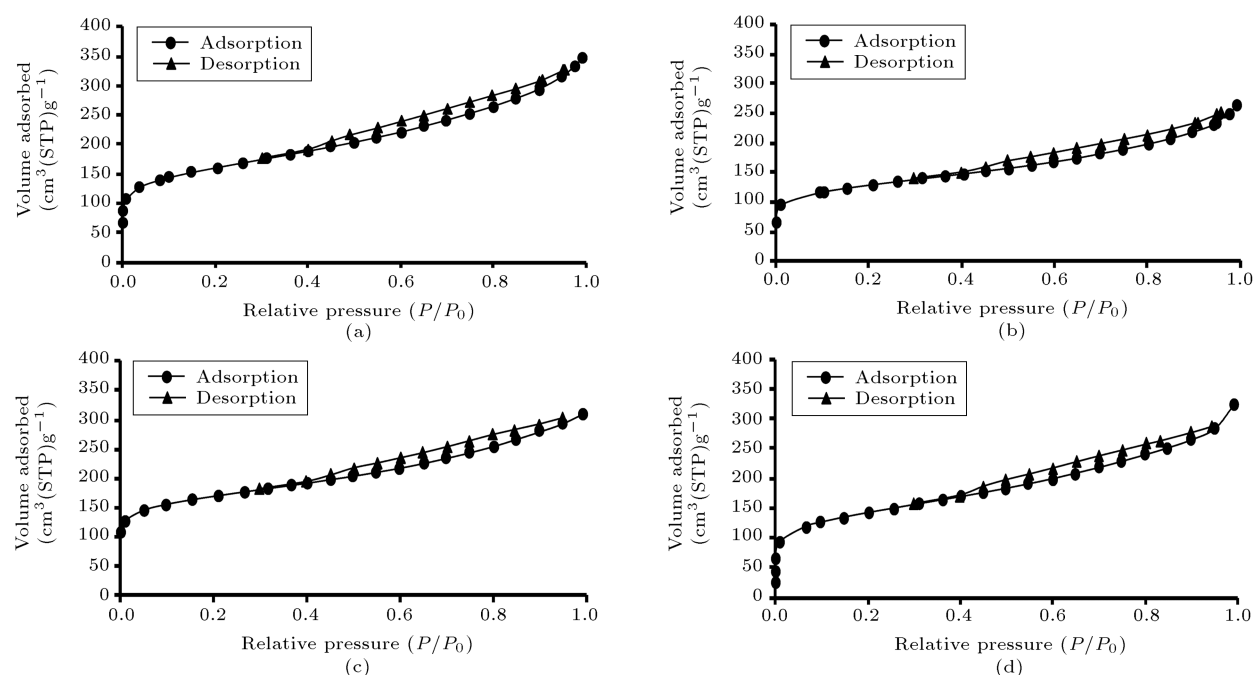 400
350
300
250
200
150
100
50
0
Volume adsorbed
(cm³(STP)g⁻¹)
Adsorption
Desorption
0.0 0.2 0.4 0.6 0.8 1.0
Relative pressure (P/P₀)
(a)
400
350
300
250
200
150
100
50
0
Volume adsorbed
(cm³(STP)g⁻¹)
Adsorption
Desorption
0.0 0.2 0.4 0.6 0.8 1.0
Relative pressure (P/P₀)
(b)
400
350
300
250
200
150
100
50
0
Volume adsorbed
(cm³(STP)g⁻¹)
Adsorption
Desorption
0.0 0.2 0.4 0.6 0.8 1.0
Relative pressure (P/P₀)
(c)
400
350
300
250
200
150
100
50
0
Volume adsorbed
(cm³(STP)g⁻¹)
Adsorption
Desorption
0.0 0.2 0.4 0.6 0.8 1.0
Relative pressure (P/P₀)
(d)